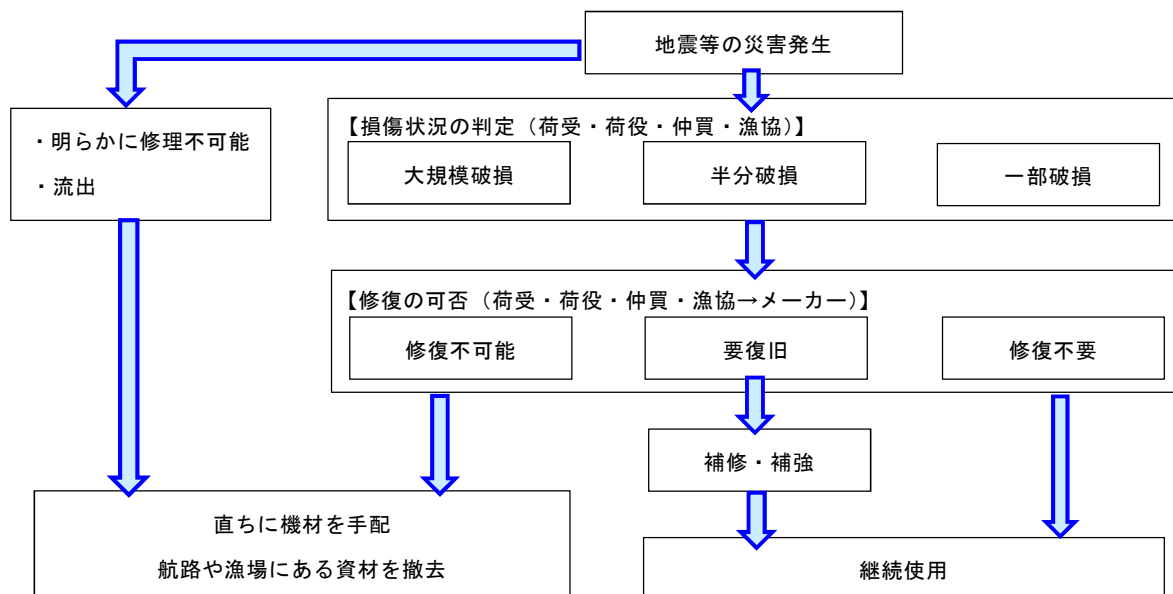 地震等の災害発生
・明らかに修理不可能
・流出
【損傷状況の判定（荷受・荷役・仲買・漁協）】
大規模破損
半分破損
一部破損
【修復の可否（荷受・荷役・仲買・漁協→メーカー）】
修復不可能
要復旧
修復不要
補修・補強
直ちに機材を手配
航路や漁場にある資材を撤去
継続使用